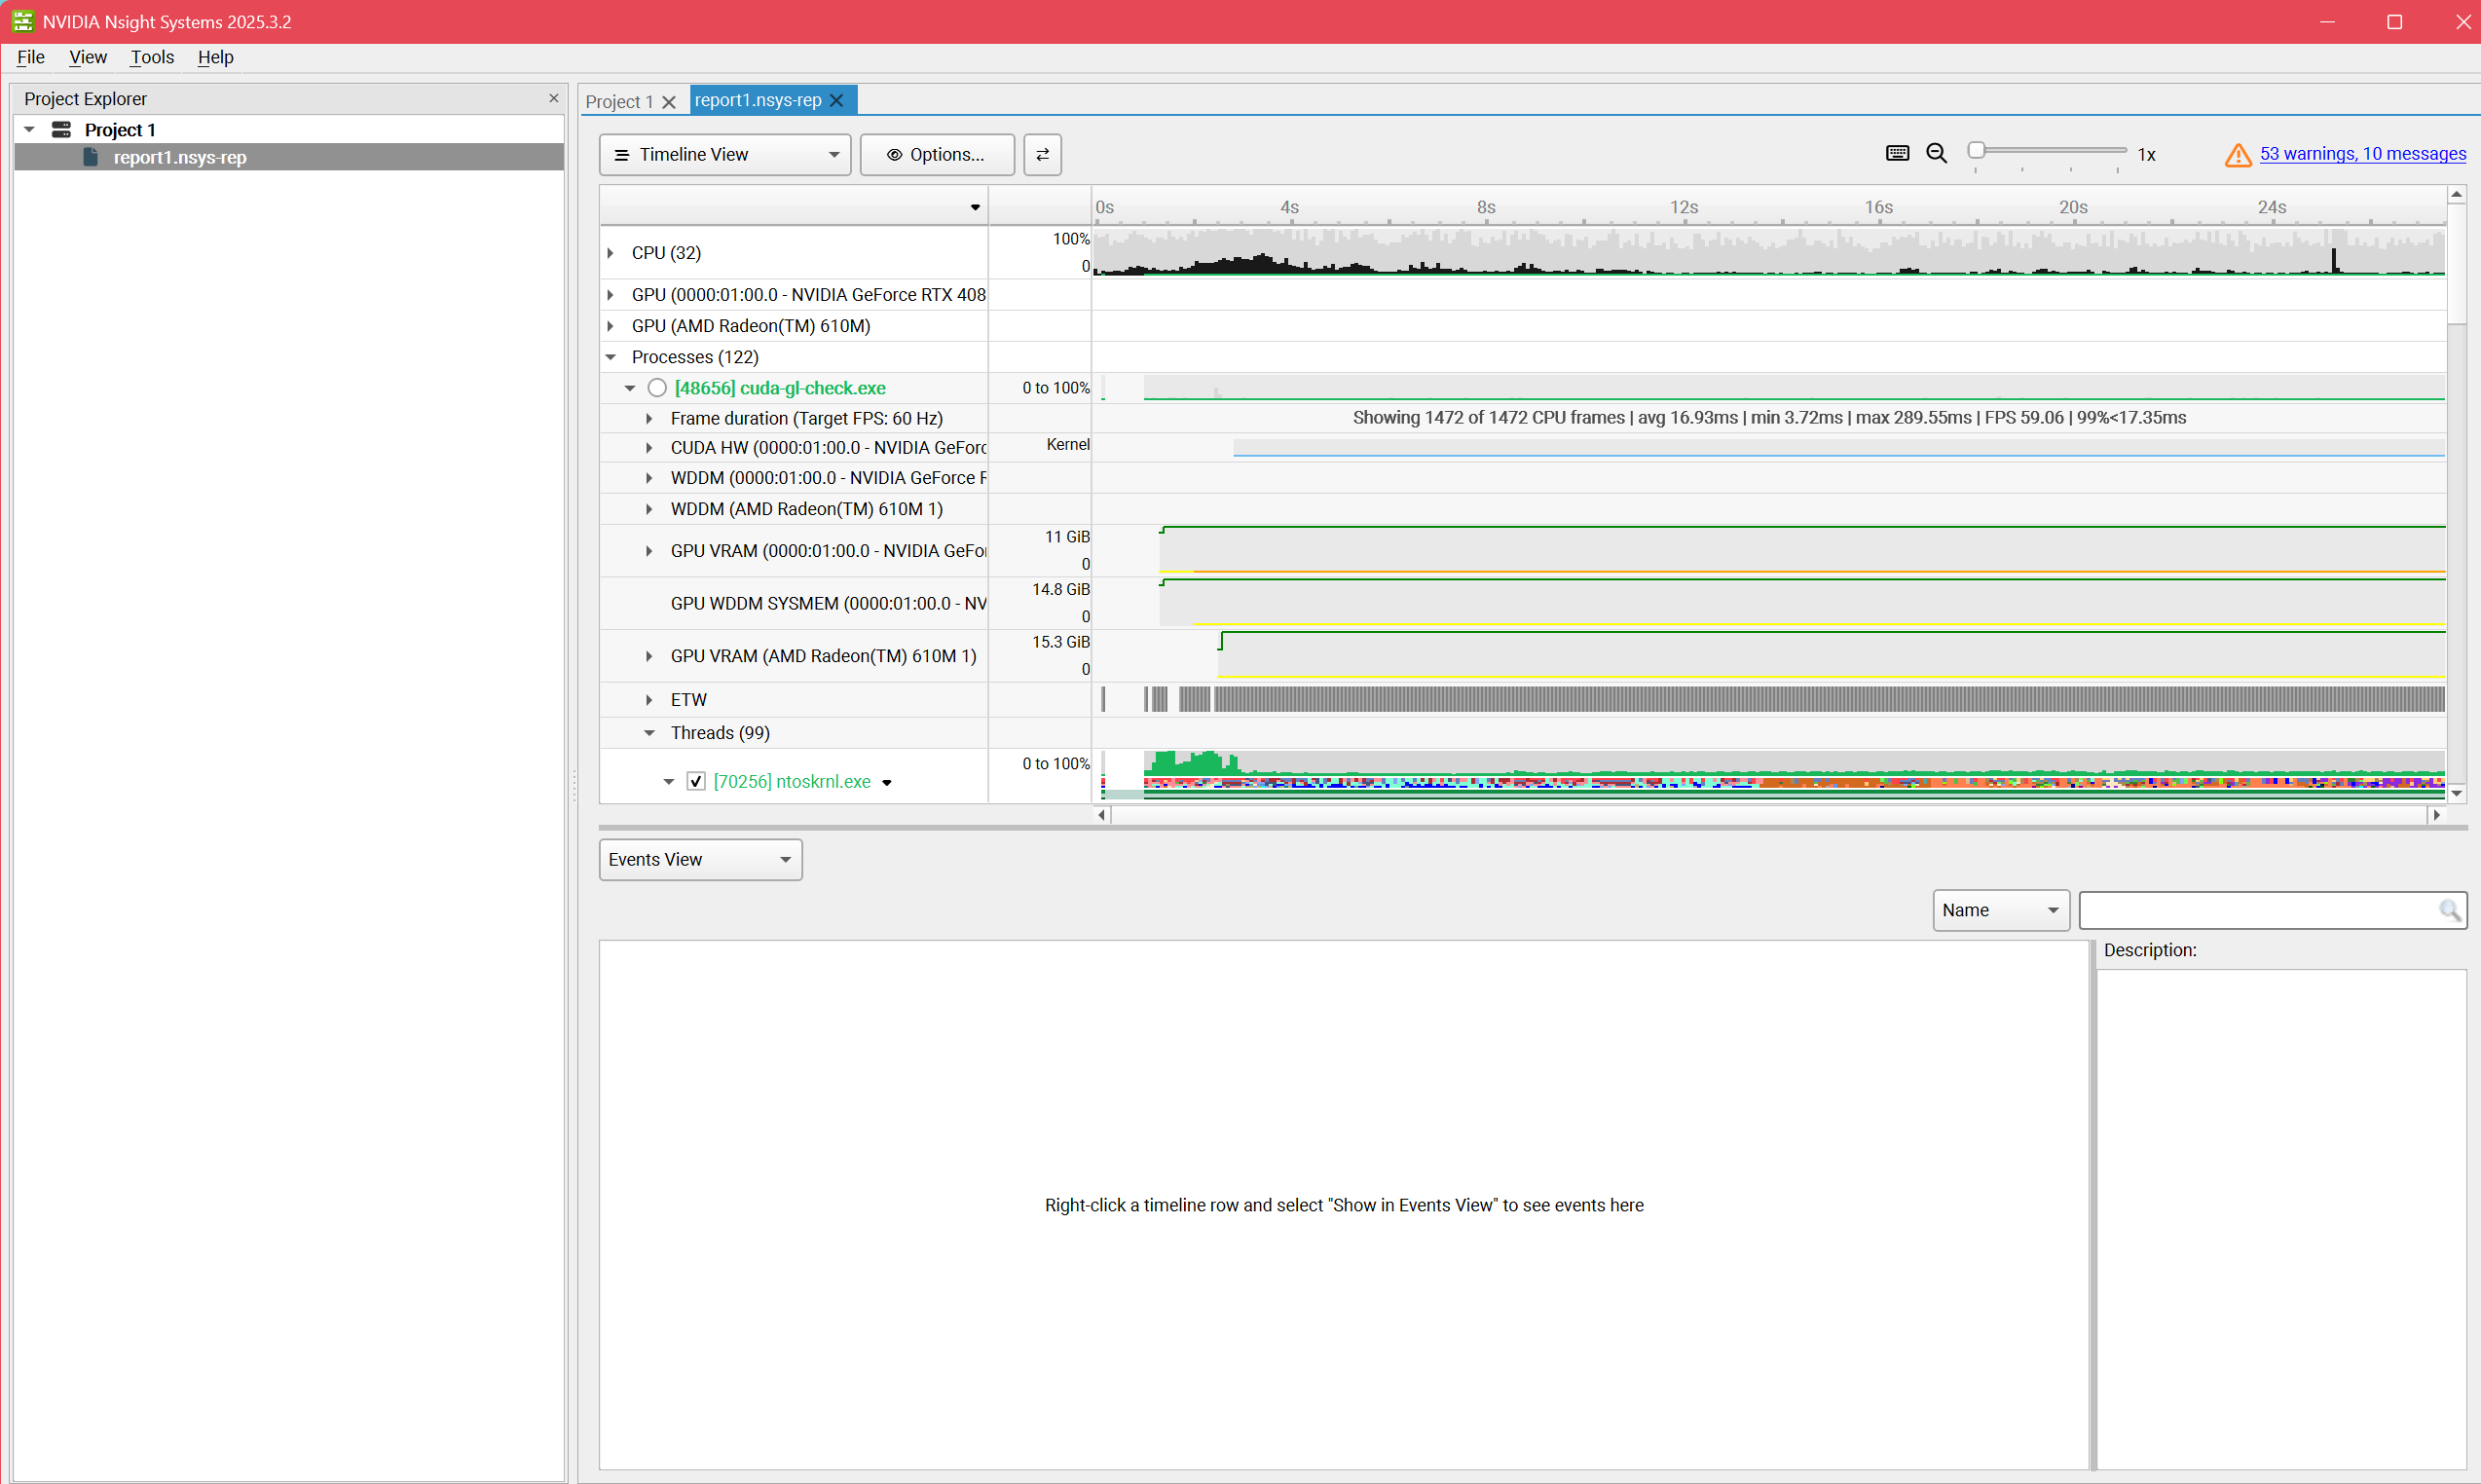 NVIDIA Nsight Systems 2025.3.2
File View Tools Help
Project Explorer
Project 1
report1.nsys-rep
Project 1
report1.nsys-rep
Timeline View
Options...
1x
53 warnings, 10 messages
0s 4s 8s 12s 16s 20s 24s
CPU (32)
100%
0
GPU (0000:01:00.0 - NVIDIA GeForce RTX 408
GPU (AMD Radeon(TM) 610M)
Processes (122)
[48656] cuda-gl-check.exe
0 to 100%
Frame duration (Target FPS: 60 Hz)
Showing 1472 of 1472 CPU frames | avg 16.93ms | min 3.72ms | max 289.55ms | FPS 59.06 | 99%<17.35ms
CUDA HW (0000:01:00.0 - NVIDIA GeForc
Kernel
WDDM (0000:01:00.0 - NVIDIA GeForce F
WDDM (AMD Radeon(TM) 610M 1)
GPU VRAM (0000:01:00.0 - NVIDIA GeFo
11 GiB
0
GPU WDDM SYSMEM (0000:01:00.0 - NV
14.8 GiB
0
GPU VRAM (AMD Radeon(TM) 610M 1)
15.3 GiB
0
ETW
Threads (99)
[70256] ntoskrnl.exe
0 to 100%
Events View
Name
Description:
Right-click a timeline row and select "Show in Events View" to see events here